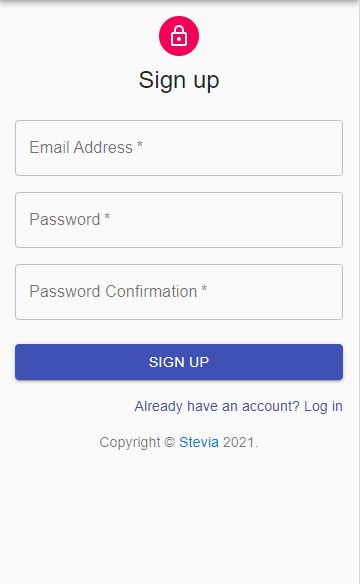 Sign up
Email Address *
Password *
Password Confirmation *
SIGN UP
Already have an account? Log in
Copyright © Stevia 2021.